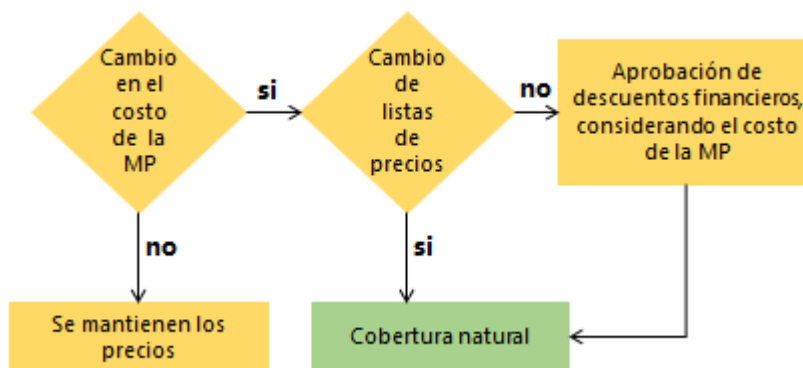 Cambio
en el
costo
de la
MP
si
Cambio
de
listas
de
precios
no
Aprobación de
descuentos financieros,
considerando el costo
de la MP
no
si
Se mantienen los
precios
Cobertura natural